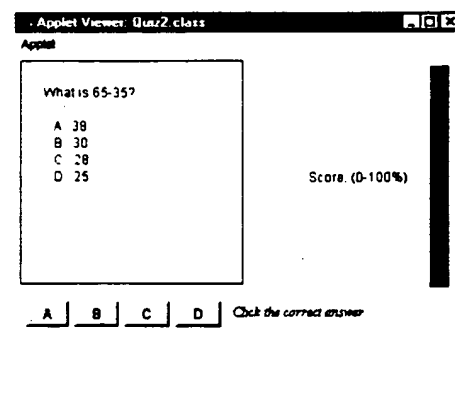 Applet Viewer: Quiz2.class
Applet
What is 65-35?
A 38
B 30
C 28
D 25
Score. (0-100%)
A B C D Click the correct answer